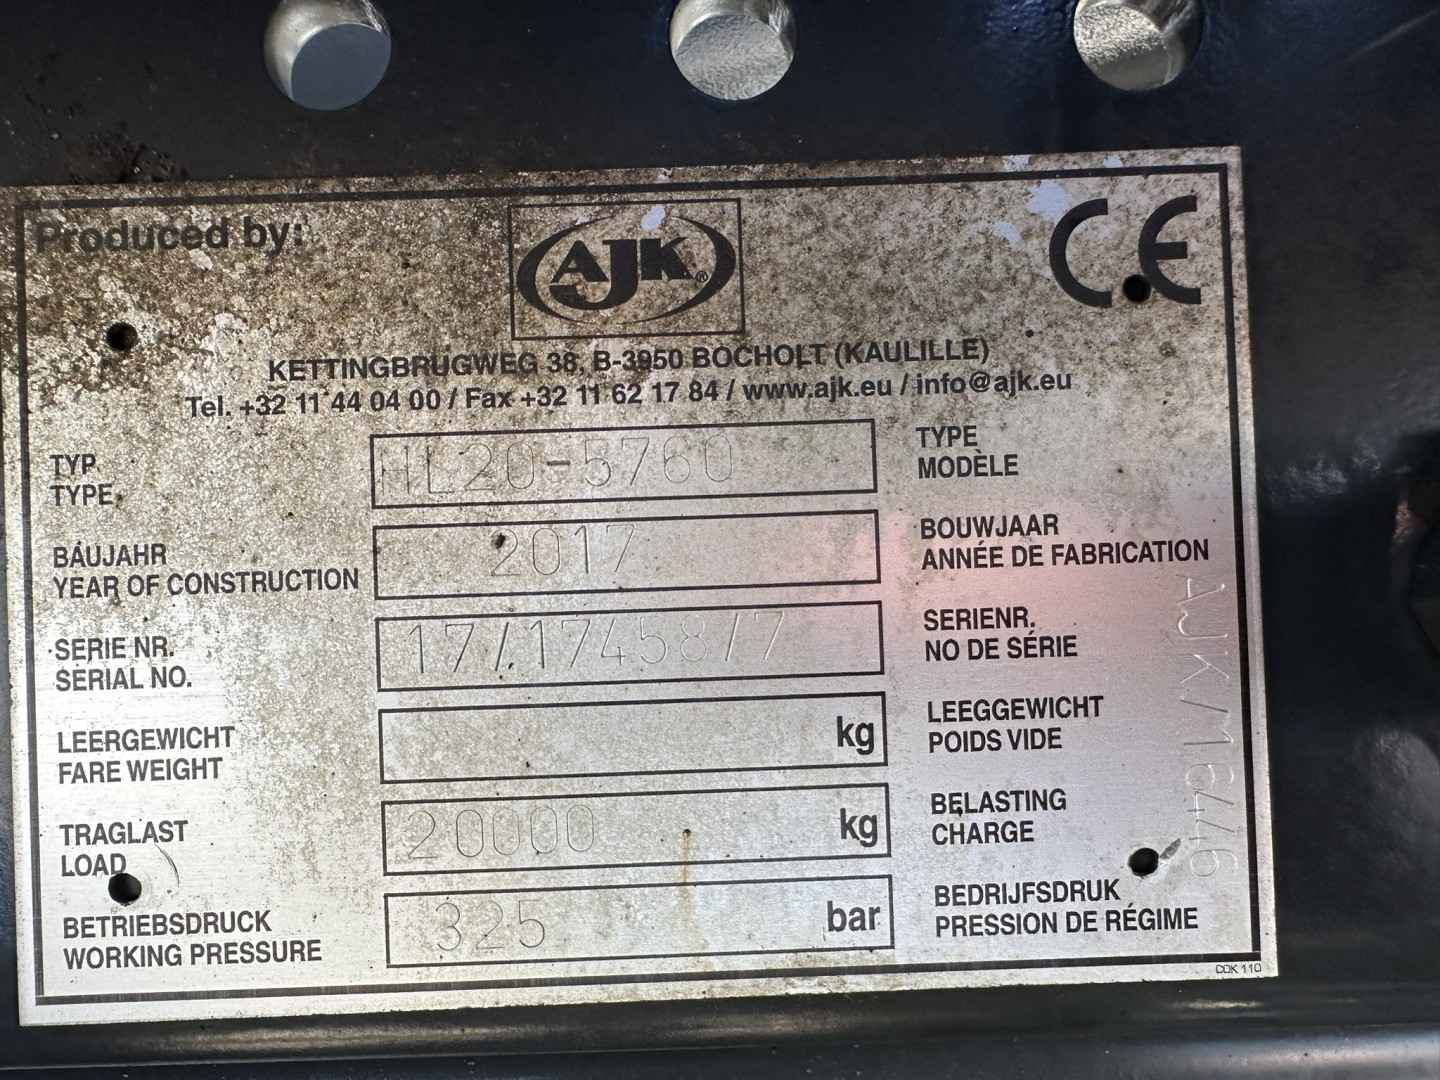 Produced by:
AJK®
CE
KETTINGBRUGWEG 38, B-3950 BOCHOLT (KAULILLE)
Tel. +32 11 44 04 00 / Fax +32 11 62 17 84 / www.ajk.eu / info@ajk.eu
TYP
TYPE
HL20-5760
TYPE
MODÈLE
BAUJAHR
YEAR OF CONSTRUCTION
2017
BOUWJAAR
ANNÉE DE FABRICATION
SERIE NR.
SERIAL NO.
17/17458/7
SERIENR.
NO DE SÉRIE
LEERGEWICHT
FARE WEIGHT
kg
LEEGGEWICHT
POIDS VIDE
TRAGLAST
LOAD
20000 kg
BELASTING
CHARGE
BETRIEBSDRUCK
WORKING PRESSURE
325 bar
BEDRIJFSDRUK
PRESSION DE RÉGIME
AJK/16446
COK 110